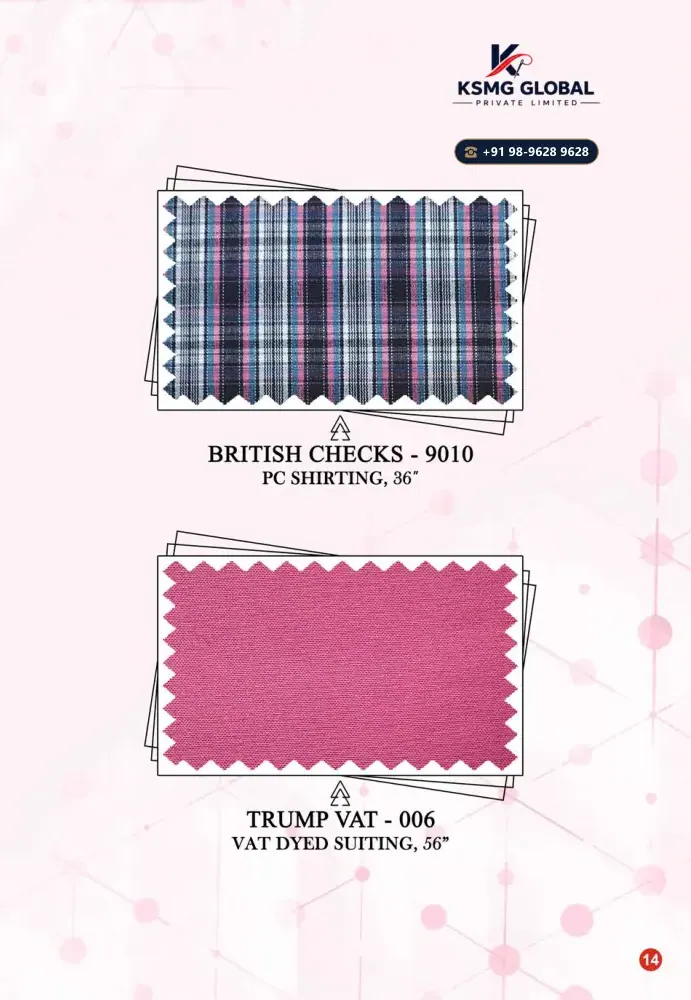 KSMG GLOBAL
PRIVATE LIMITED
+91 98-9628 9628
BRITISH CHECKS - 9010
PC SHIRTING, 36"
TRUMP VAT - 006
VAT DYED SUITING, 56”
14